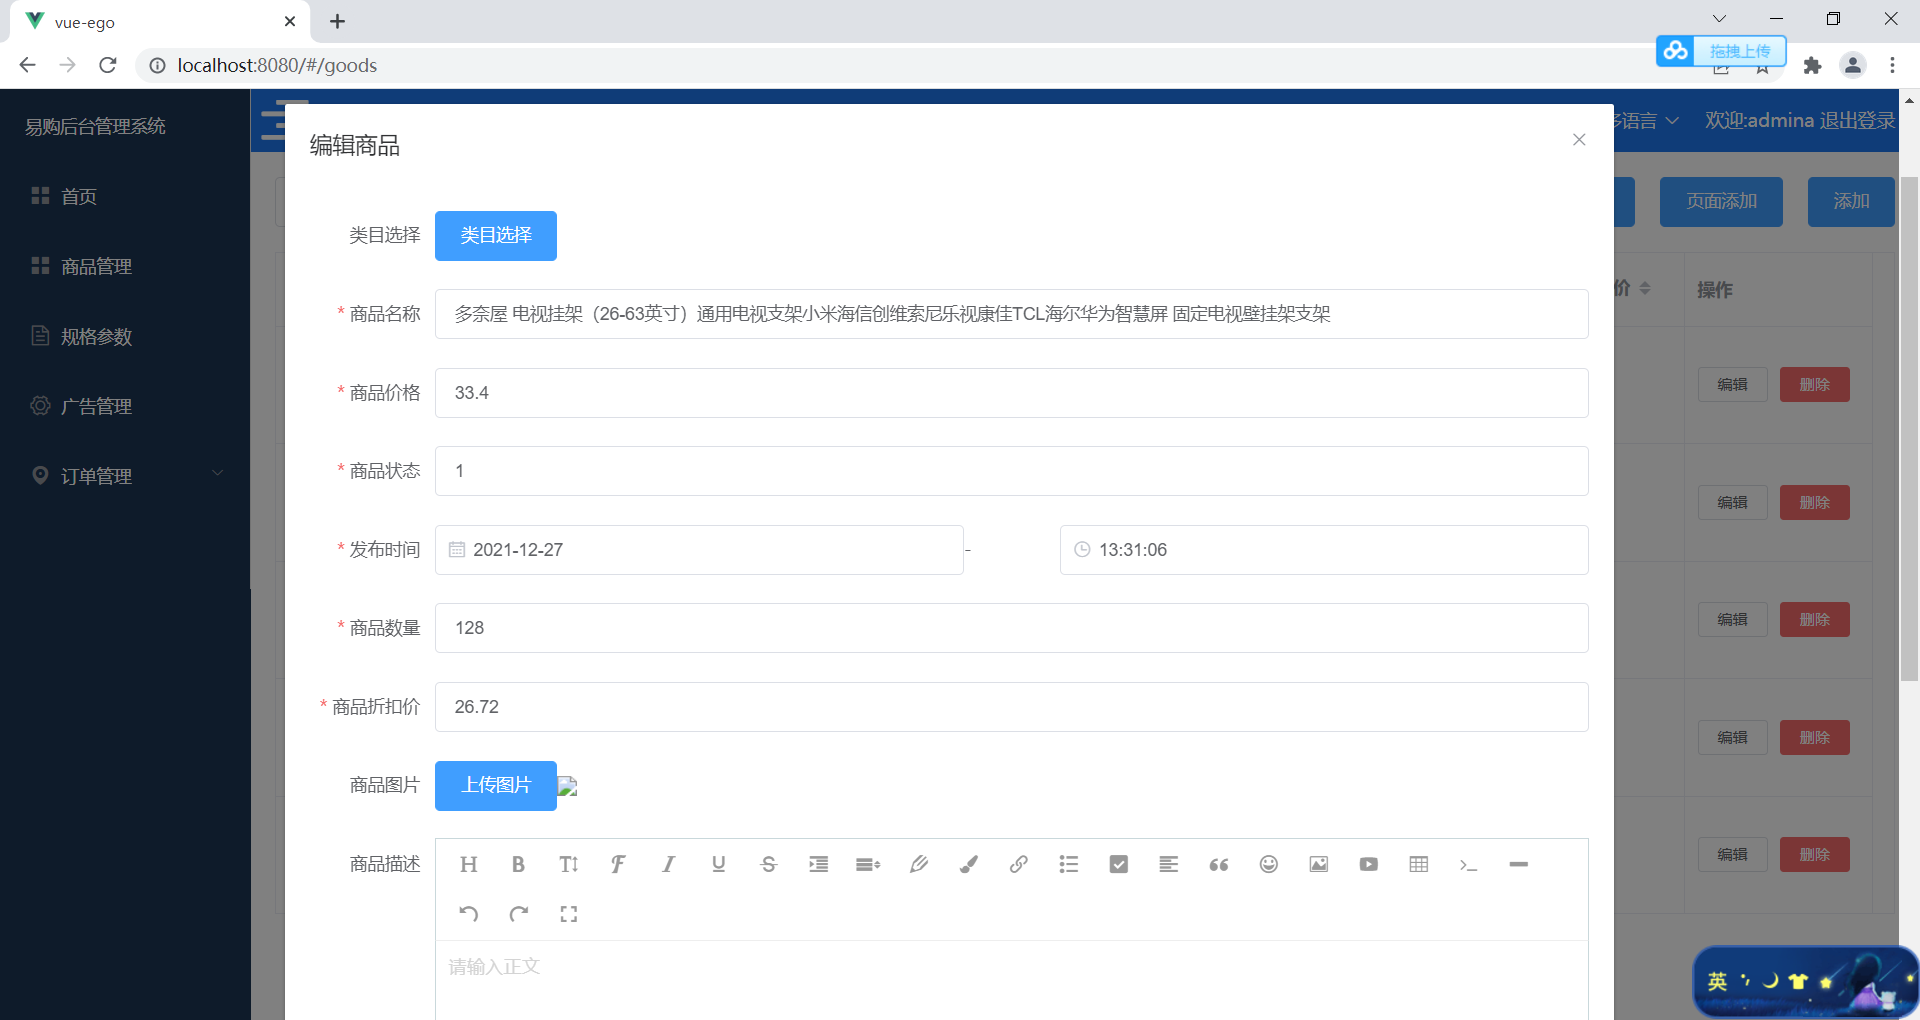 vue-ego
localhost:8080/#/goods
拖拽上传
易购后台管理系统
首页
商品管理
规格参数
广告管理
订单管理
语言
欢迎:admina 退出登录
页面添加
添加
价
操作
编辑 删除
编辑 删除
编辑 删除
编辑 删除
编辑 删除
编辑商品
类目选择 类目选择
* 商品名称 多奈屋 电视挂架（26-63英寸）通用电视支架小米海信创维索尼乐视康佳TCL海尔华为智慧屏 固定电视壁挂架支架
* 商品价格 33.4
* 商品状态 1
* 发布时间 2021-12-27 - 13:31:06
* 商品数量 128
* 商品折扣价 26.72
商品图片 上传图片
商品描述
请输入正文
英